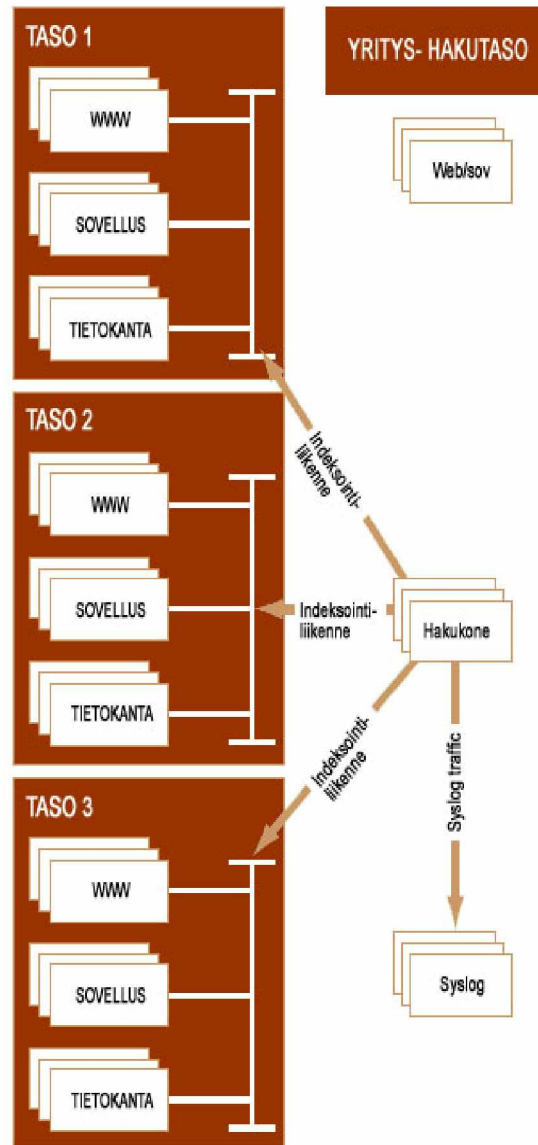 TASO 1
WWW
SOVELLUS
TIETOKANTA
YRITYS- HAKUTASO
Web/sov
Indeksointi-
liikenne
TASO 2
WWW
SOVELLUS
TIETOKANTA
Indeksointi-
liikenne
Hakukone
Indeksointi-
liikenne
Syslog traffic
TASO 3
WWW
SOVELLUS
TIETOKANTA
Syslog